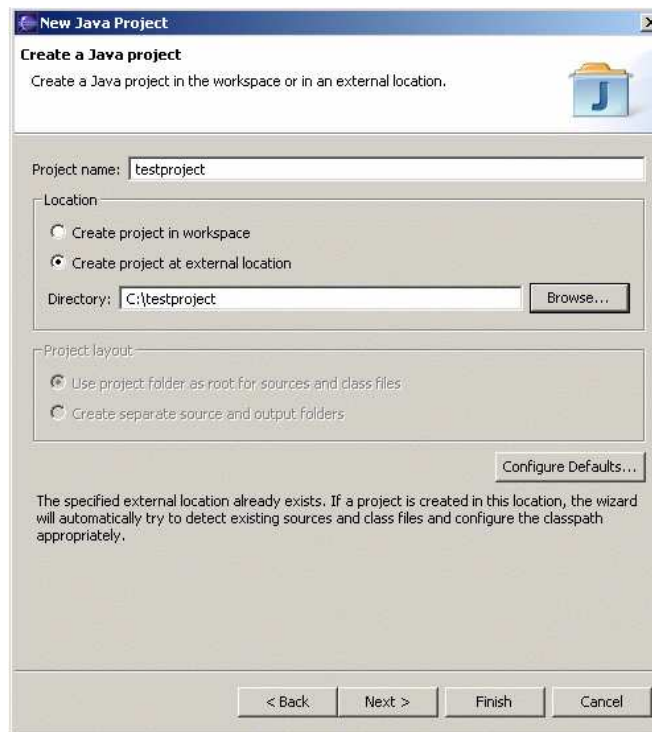 New Java Project
Create a Java project
Create a Java project in the workspace or in an external location.
J
Project name: testproject
Location
Create project in workspace
Create project at external location
Directory: C:\testproject
Browse...
Project layout
Use project folder as root for sources and class files
Create separate source and output folders
Configure Defaults...
The specified external location already exists. If a project is created in this location, the wizard
will automatically try to detect existing sources and class files and configure the classpath
appropriately.
< Back Next > Finish Cancel